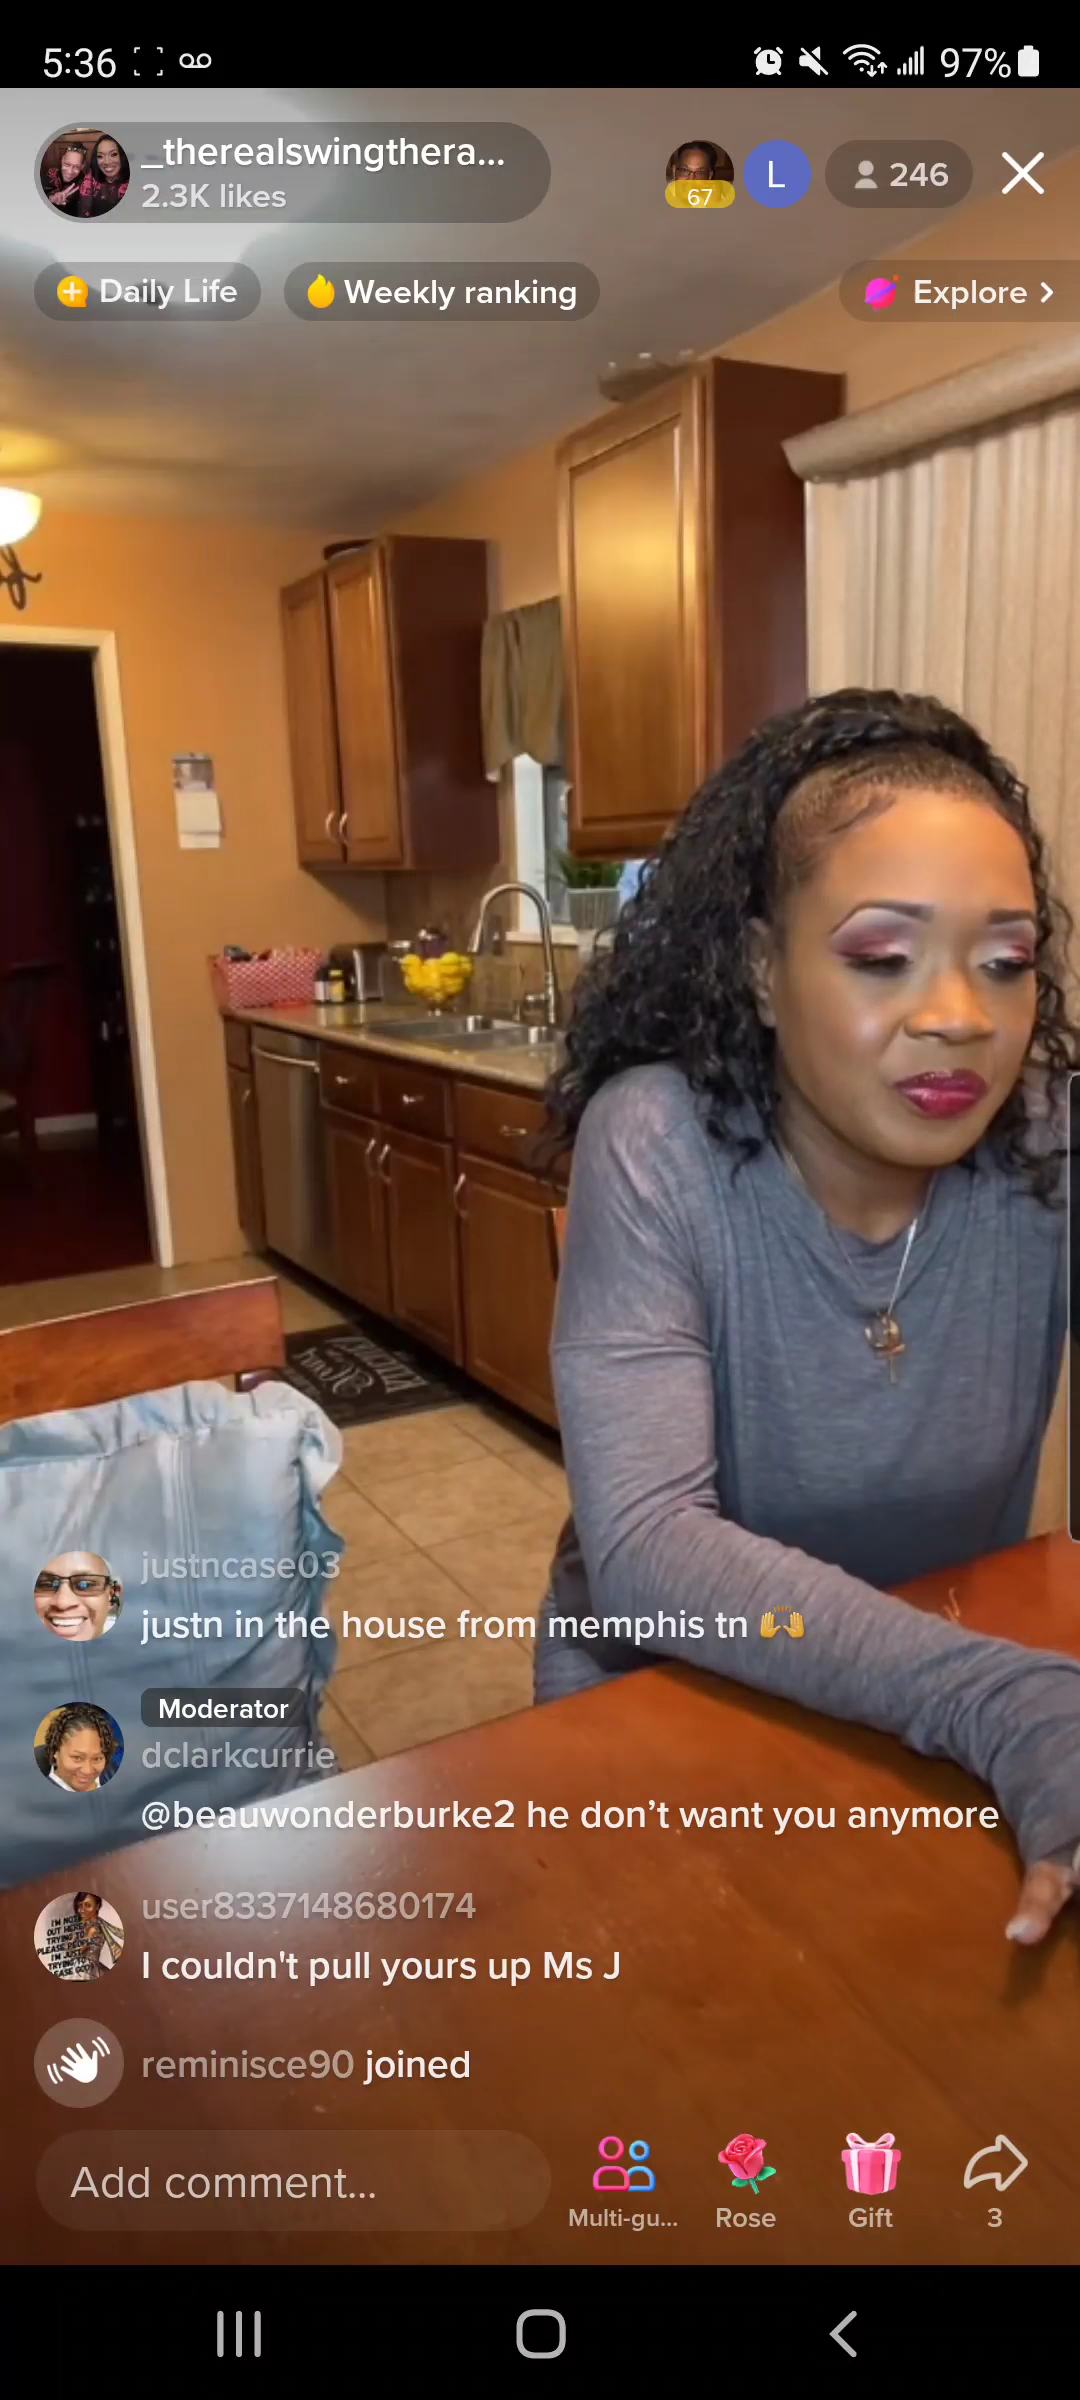 5:36
97%
_therealswingthera...
2.3K likes
67
L
246
Daily Life
Weekly ranking
Explore
justncase03
justn in the house from memphis tn 🙌
Moderator
dclarkcurrie
@beauwonderburke2 he don’t want you anymore
user8337148680174
I couldn't pull yours up Ms J
reminisce90 joined
Add comment...
Multi-gu...
Rose
Gift
3